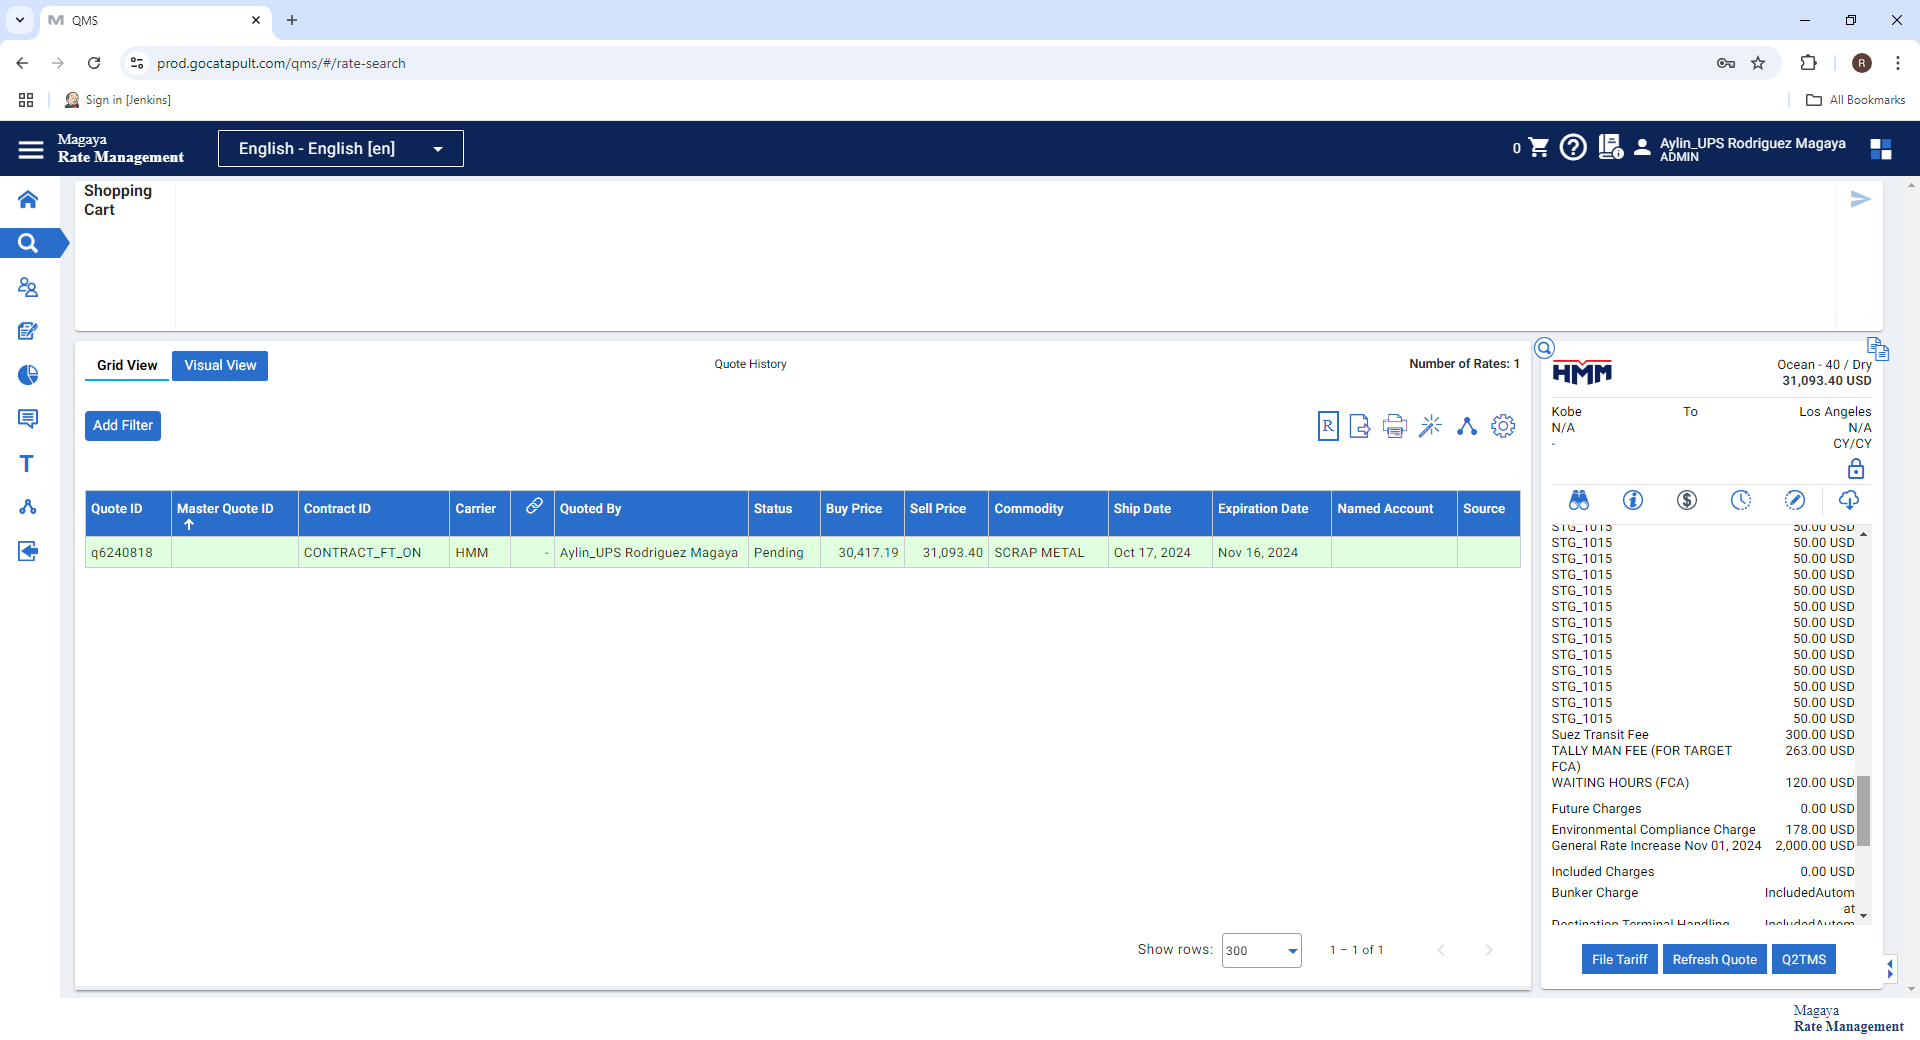 QMS
prod.gocatapult.com/qms/#/rate-search
R
Sign in [Jenkins]
All Bookmarks
Magaya
Rate Management
English - English [en]
0
Aylin_UPS Rodriguez Magaya
ADMIN
Shopping
Cart
Grid View
Visual View
Quote History
Number of Rates: 1
Add Filter
R
Quote ID
Master Quote ID
Contract ID
Carrier
Quoted By
Status
Buy Price
Sell Price
Commodity
Ship Date
Expiration Date
Named Account
Source
q6240818
CONTRACT_FT_ON
HMM
-
Aylin_UPS Rodriguez Magaya
Pending
30,417.19
31,093.40
SCRAP METAL
Oct 17, 2024
Nov 16, 2024
Show rows: 300
1 – 1 of 1
HMM
Ocean - 40 / Dry
31,093.40 USD
Kobe To Los Angeles
N/A N/A
- CY/CY
T
STG_1015 50.00 USD
STG_1015 50.00 USD
STG_1015 50.00 USD
STG_1015 50.00 USD
STG_1015 50.00 USD
STG_1015 50.00 USD
STG_1015 50.00 USD
STG_1015 50.00 USD
STG_1015 50.00 USD
STG_1015 50.00 USD
STG_1015 50.00 USD
STG_1015 50.00 USD
STG_1015 50.00 USD
Suez Transit Fee 300.00 USD
TALLY MAN FEE (FOR TARGET 263.00 USD
FCA)
WAITING HOURS (FCA) 120.00 USD
Future Charges 0.00 USD
Environmental Compliance Charge 178.00 USD
General Rate Increase Nov 01, 2024 2,000.00 USD
Included Charges 0.00 USD
Bunker Charge IncludedAutom
at
Destination Terminal Handling IncludedAutom
File Tariff
Refresh Quote
Q2TMS
Magaya
Rate Management